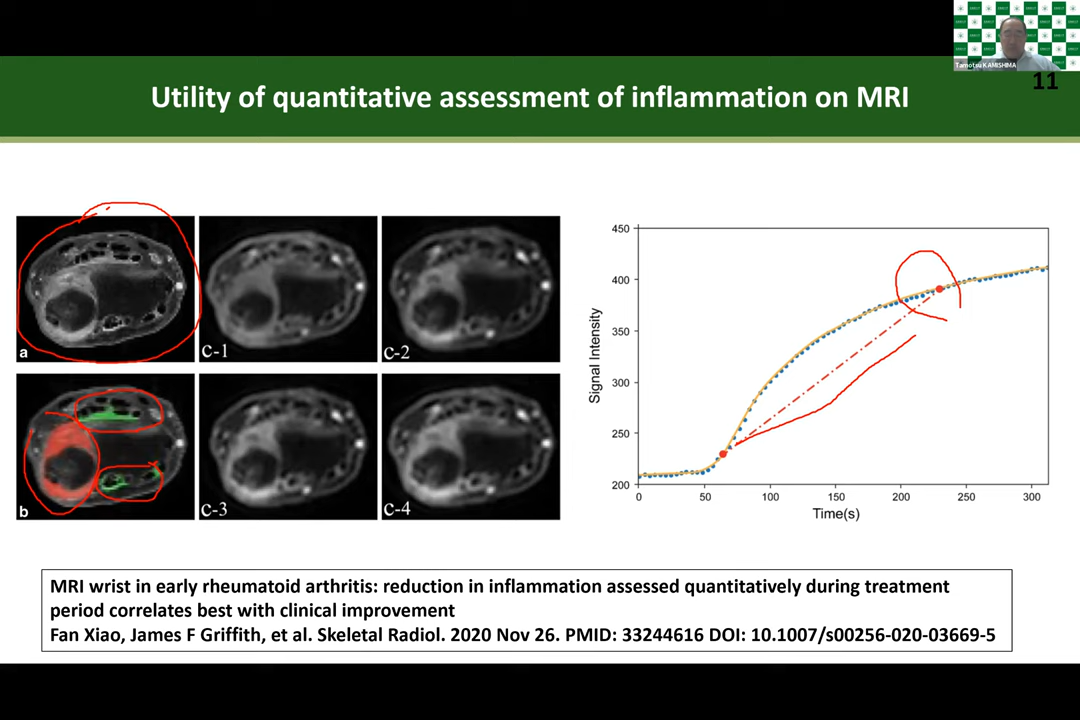 Tamotsu KAMISHIMA
11
Utility of quantitative assessment of inflammation on MRI
a
C-1
C-2
b
C-3
C-4
450
400
350
300
250
200
Signal Intensity
0 50 100 150 200 250 300
Time(s)
MRI wrist in early rheumatoid arthritis: reduction in inflammation assessed quantitatively during treatment
period correlates best with clinical improvement
Fan Xiao, James F Griffith, et al. Skeletal Radiol. 2020 Nov 26. PMID: 33244616 DOI: 10.1007/s00256-020-03669-5